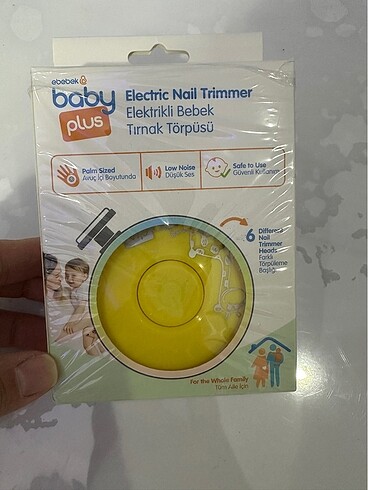 ebebek
baby
plus
Electric Nail Trimmer
Elektrikli Bebek
Tırnak Törpüsü
Palm Sized
Avuç İçi Boyutunda
Low Noise
Düşük Ses
Safe to Use
Güvenli Kullanım
6 Different
Nail
Trimmer
Heads
Farklı
Törpüleme
Başlığı
For the Whole Family
Tüm Aile İçin